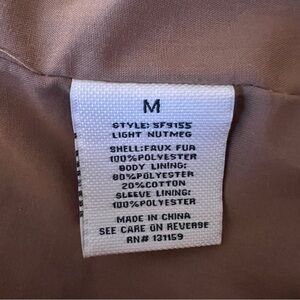 M
STYLE: SF9155
LIGHT NUTMEG
SHELL:FAUX FUR
100%POLYESTER
BODY LINING:
80%POLYESTER
20%COTTON
SLEEVE LINING:
100%POLYESTER
MADE IN CHINA
SEE CARE ON REVERSE
RN# 131159